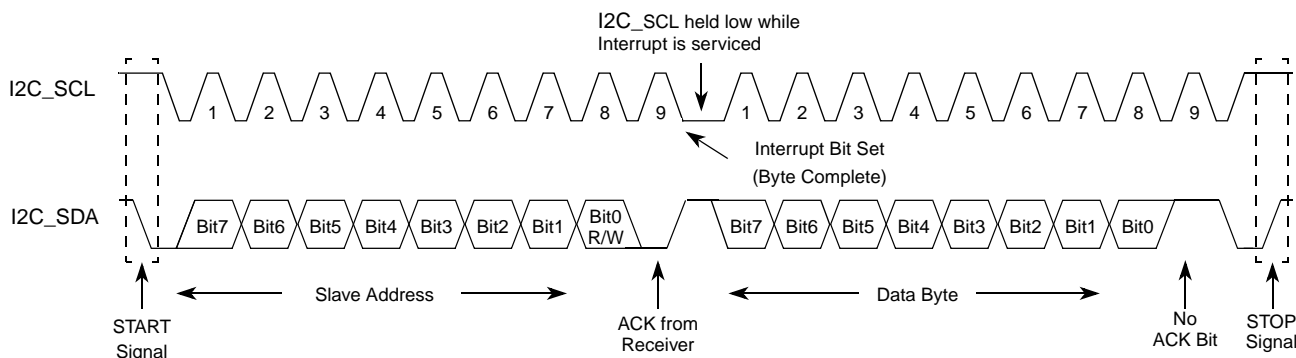 I2C_SCL held low while
Interrupt is serviced
I2C_SCL
1 2 3 4 5 6 7 8 9 1 2 3 4 5 6 7 8 9
Interrupt Bit Set
(Byte Complete)
I2C_SDA
Bit7 Bit6 Bit5 Bit4 Bit3 Bit2 Bit1 Bit0 R/W Bit7 Bit6 Bit5 Bit4 Bit3 Bit2 Bit1 Bit0
Slave Address
Data Byte
START
Signal
ACK from
Receiver
No
ACK Bit
STOP
Signal